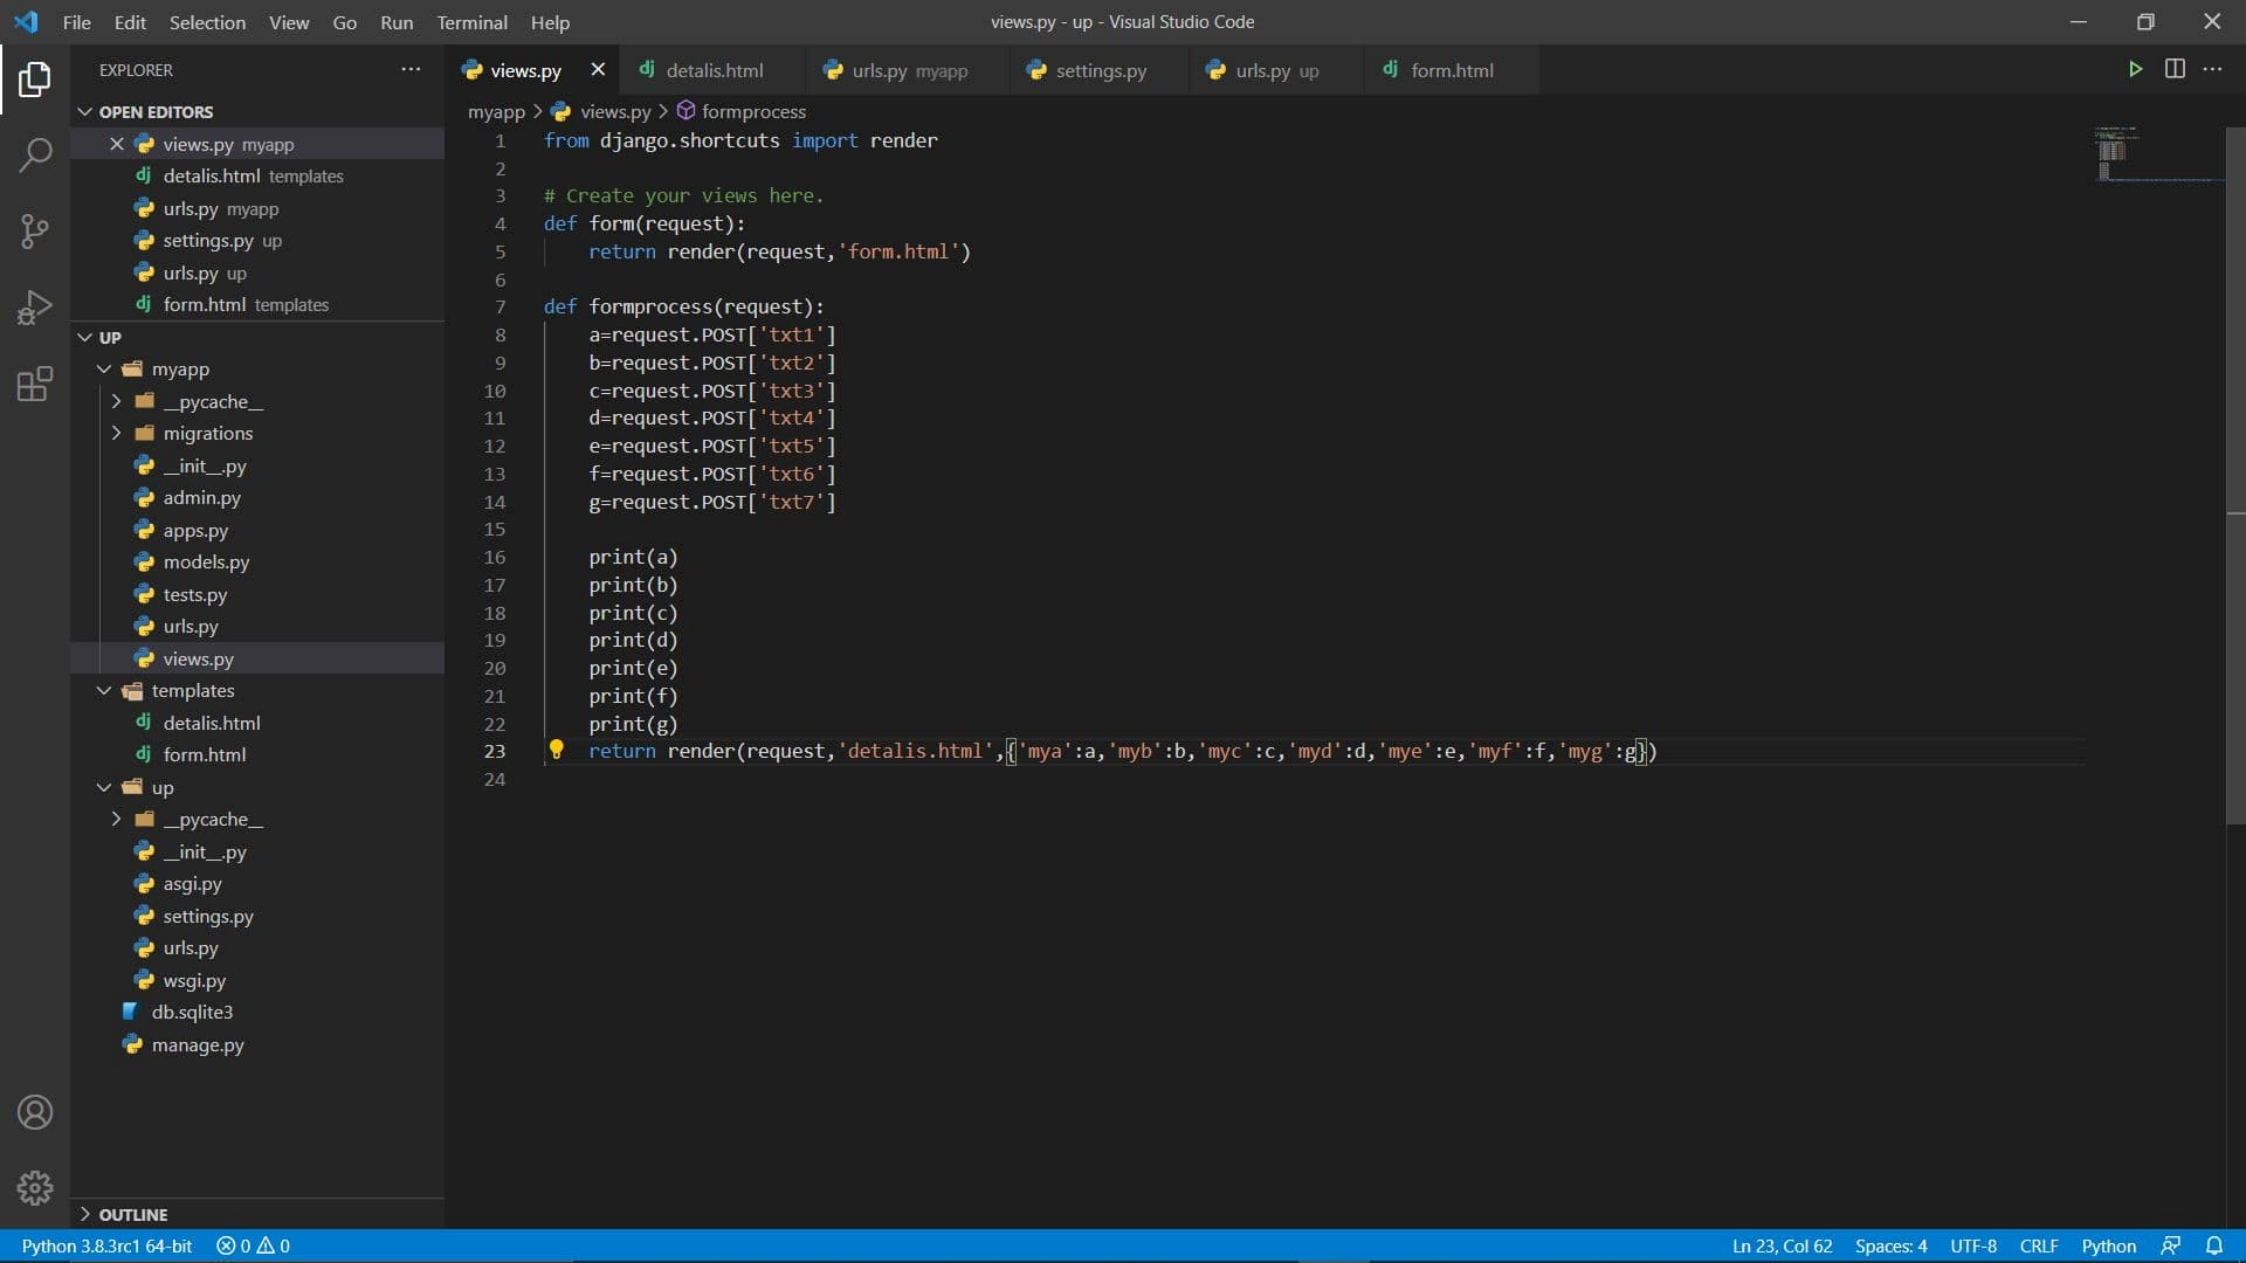 File Edit Selection View Go Run Terminal Help views.py - up - Visual Studio Code
EXPLORER
OPEN EDITORS
views.py myapp
detalis.html templates
urls.py myapp
settings.py up
urls.py up
form.html templates
UP
myapp
__pycache__
migrations
__init__.py
admin.py
apps.py
models.py
tests.py
urls.py
views.py
templates
detalis.html
form.html
up
__pycache__
__init__.py
asgi.py
settings.py
urls.py
wsgi.py
db.sqlite3
manage.py
OUTLINE
views.py detalis.html urls.py myapp settings.py urls.py up form.html
myapp > views.py > formprocess
1 from django.shortcuts import render
2
3 # Create your views here.
4 def form(request):
5     return render(request,'form.html')
6
7 def formprocess(request):
8     a=request.POST['txt1']
9     b=request.POST['txt2']
10     c=request.POST['txt3']
11     d=request.POST['txt4']
12     e=request.POST['txt5']
13     f=request.POST['txt6']
14     g=request.POST['txt7']
15
16     print(a)
17     print(b)
18     print(c)
19     print(d)
20     print(e)
21     print(f)
22     print(g)
23     return render(request,'detalis.html',{'mya':a,'myb':b,'myc':c,'myd':d,'mye':e,'myf':f,'myg':g})
24
Python 3.8.3rc1 64-bit 0 0 Ln 23, Col 62 Spaces: 4 UTF-8 CRLF Python